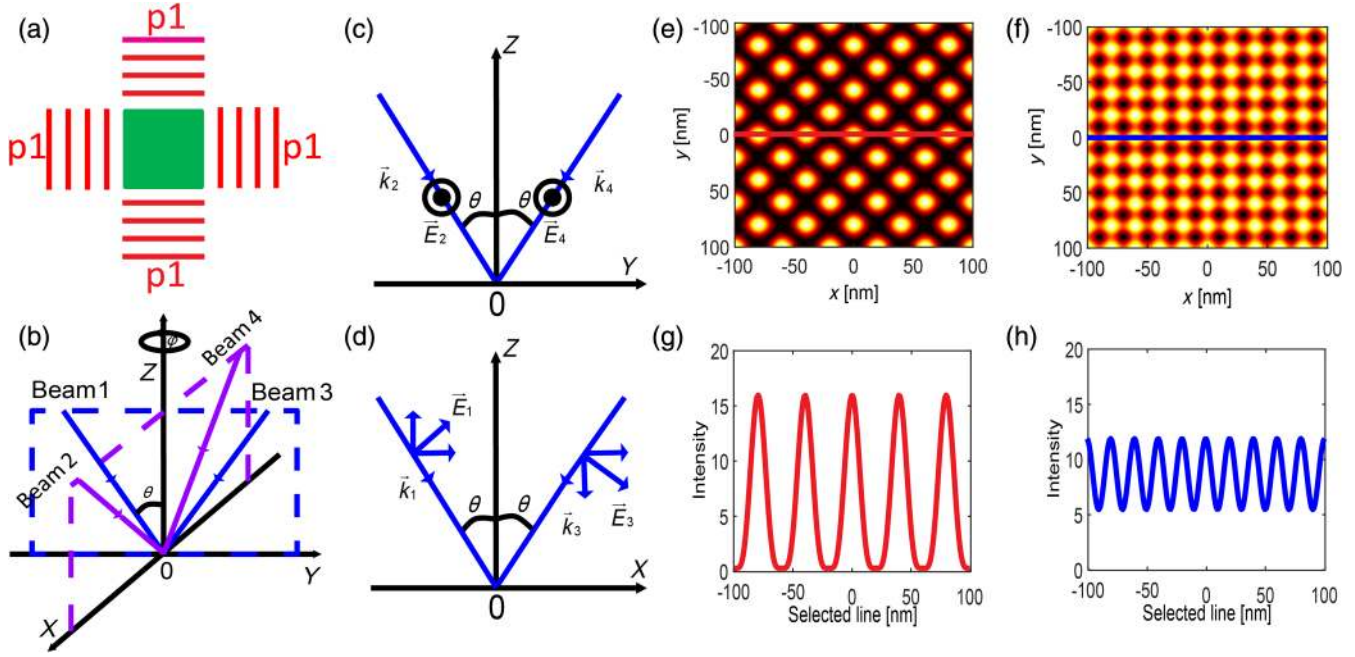 (a)
p1
p1
p1
p1
(b)
Beam 1
Beam 2
Beam 3
Beam 4
φ
Z
θ
0
Y
X
(c)
Z
k⃗2
θ
θ
k⃗4
E⃗2
E⃗4
Y
0
(d)
Z
E⃗1
k⃗1
θ
θ
k⃗3
E⃗3
X
0
(e)
-100
-50
0
50
100
y [nm]
-100 -50 0 50 100
x [nm]
(f)
-100
-50
0
50
100
y [nm]
-100 -50 0 50 100
x [nm]
(g)
20
15
10
5
0
Intensity
-100 -50 0 50 100
Selected line [nm]
(h)
20
15
10
5
0
Intensity
-100 -50 0 50 100
Selected line [nm]